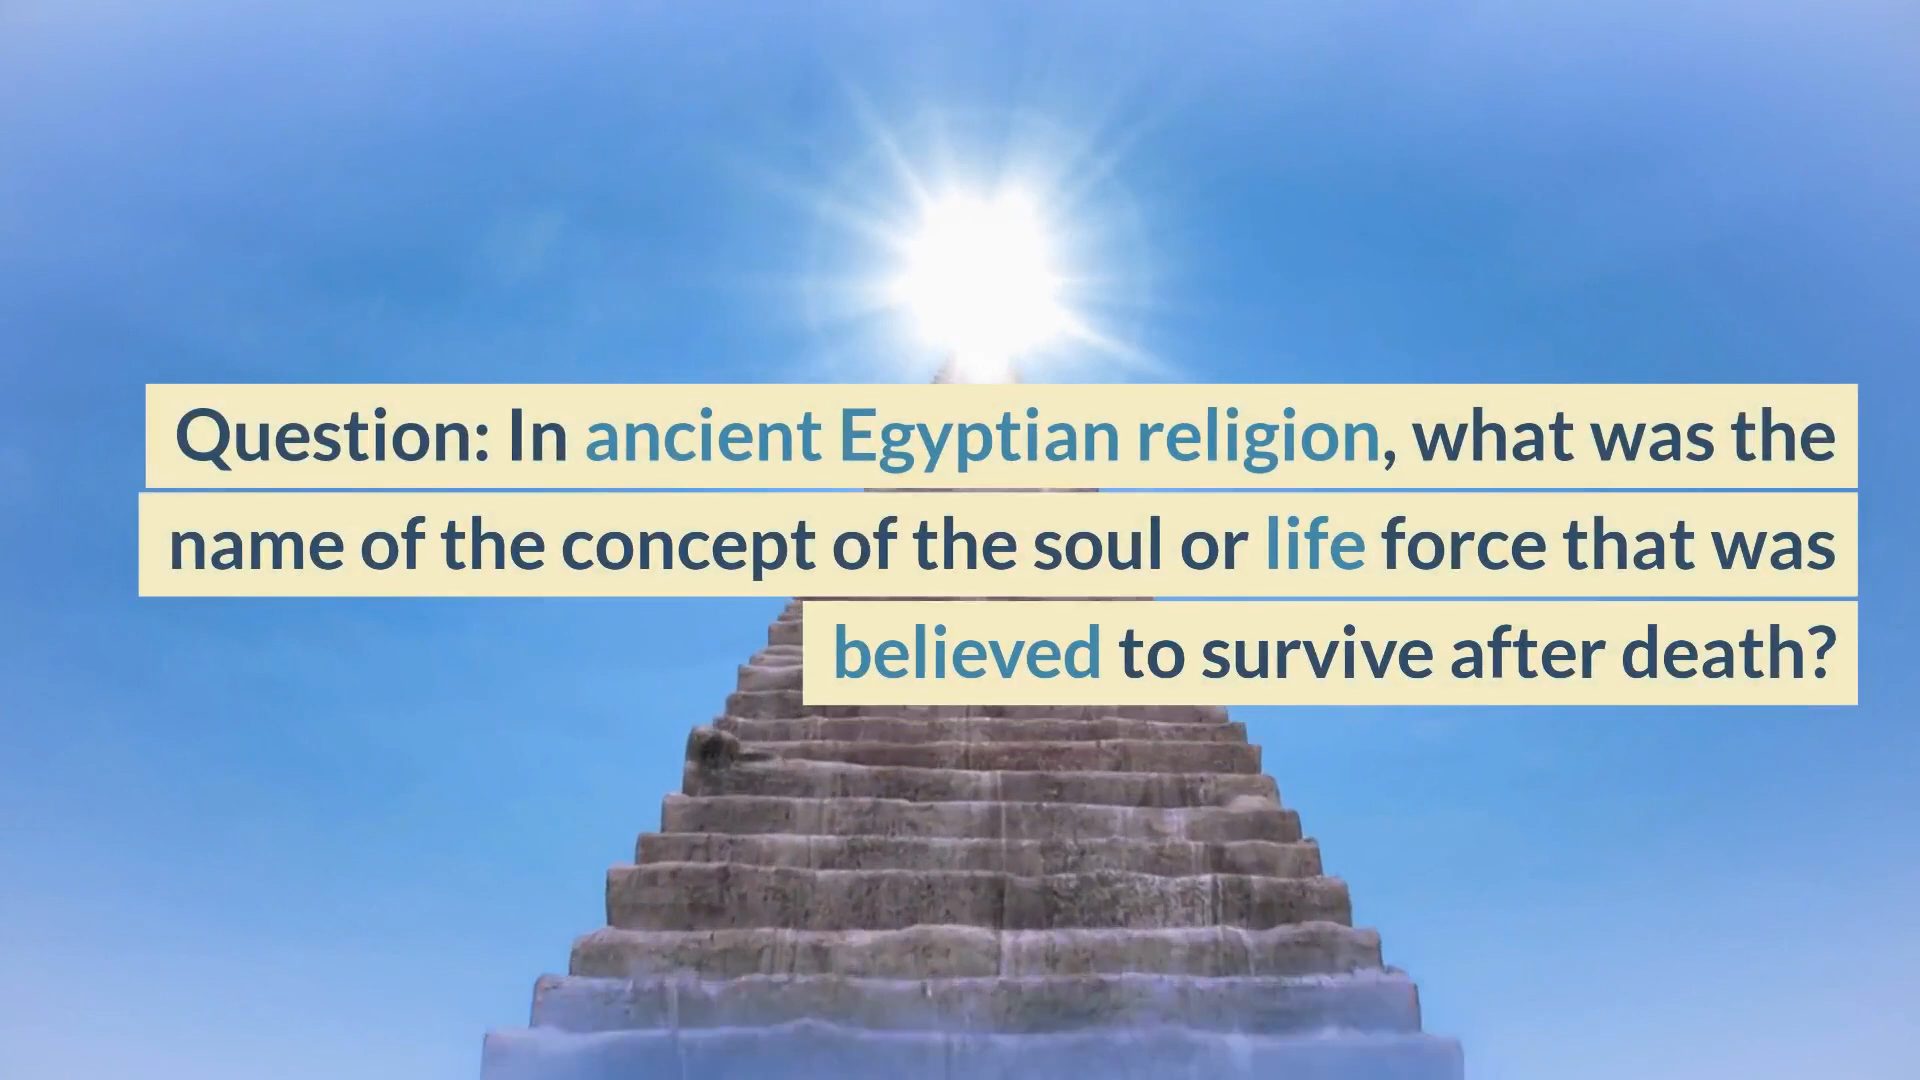 Question: In ancient Egyptian religion, what was the
name of the concept of the soul or life force that was
believed to survive after death?